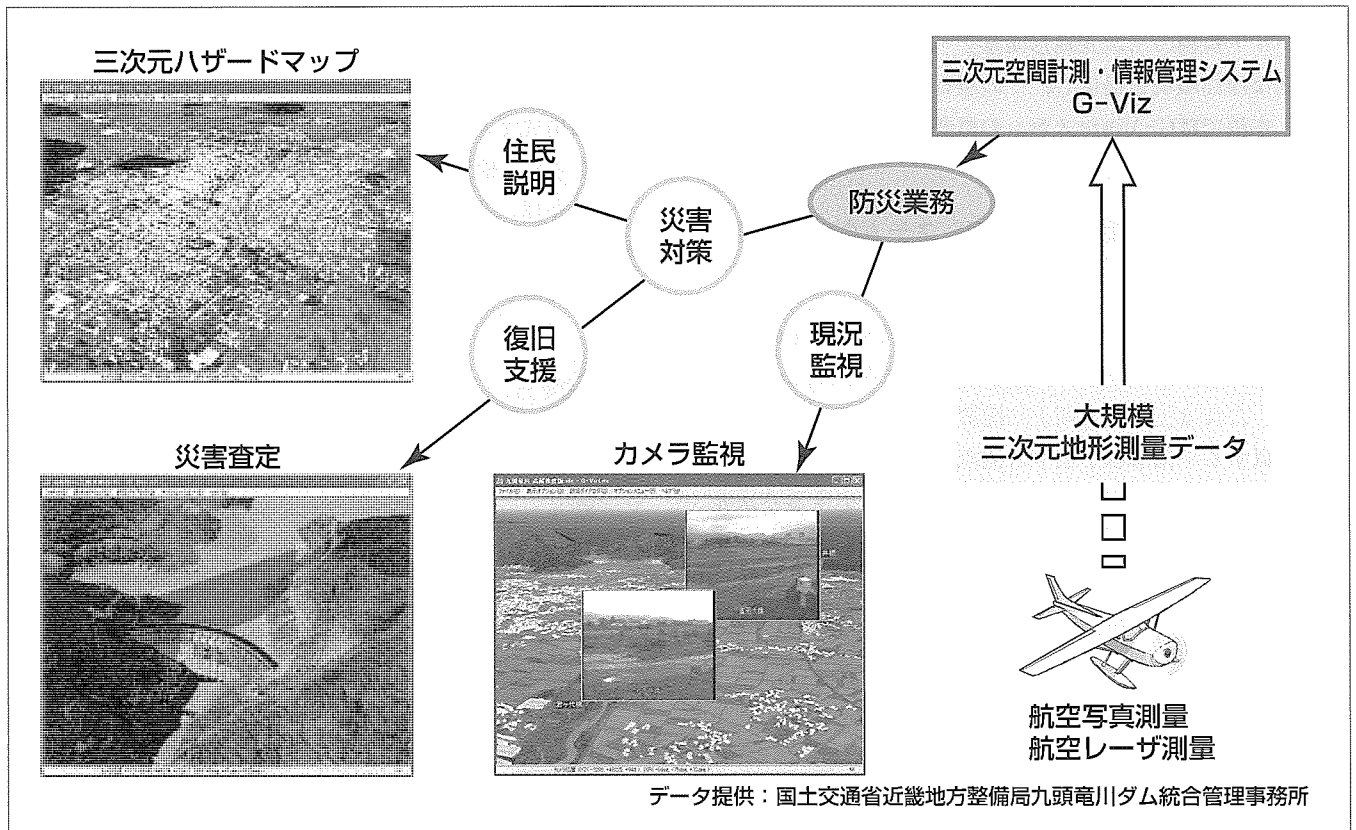 三次元ハザードマップ
三次元空間計測・情報管理システム
G-Viz
住民
説明
災害
対策
防災業務
復旧
支援
現況
監視
大規模
三次元地形測量データ
災害査定
カメラ監視
航空写真測量
航空レーザ測量
データ提供:国土交通省近畿地方整備局九頭竜川ダム統合管理事務所